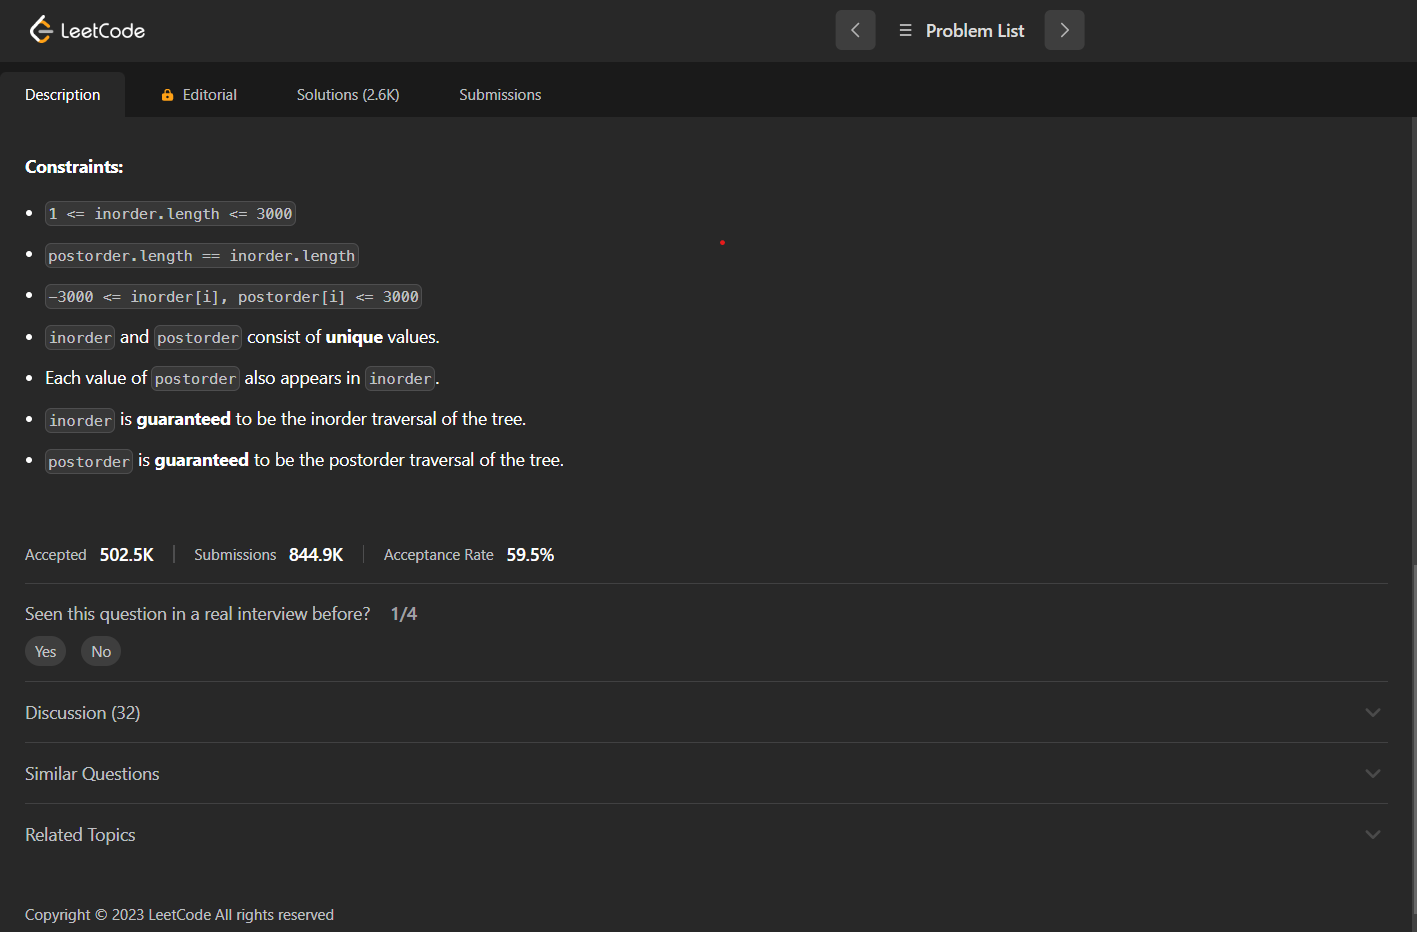 LeetCode
Problem List
Description Editorial Solutions (2.6K) Submissions
Constraints:
1 <= inorder.length <= 3000
postorder.length == inorder.length
-3000 <= inorder[i], postorder[i] <= 3000
inorder and postorder consist of unique values.
Each value of postorder also appears in inorder.
inorder is guaranteed to be the inorder traversal of the tree.
postorder is guaranteed to be the postorder traversal of the tree.
Accepted 502.5K Submissions 844.9K Acceptance Rate 59.5%
Seen this question in a real interview before? 1/4
Yes No
Discussion (32)
Similar Questions
Related Topics
Copyright © 2023 LeetCode All rights reserved